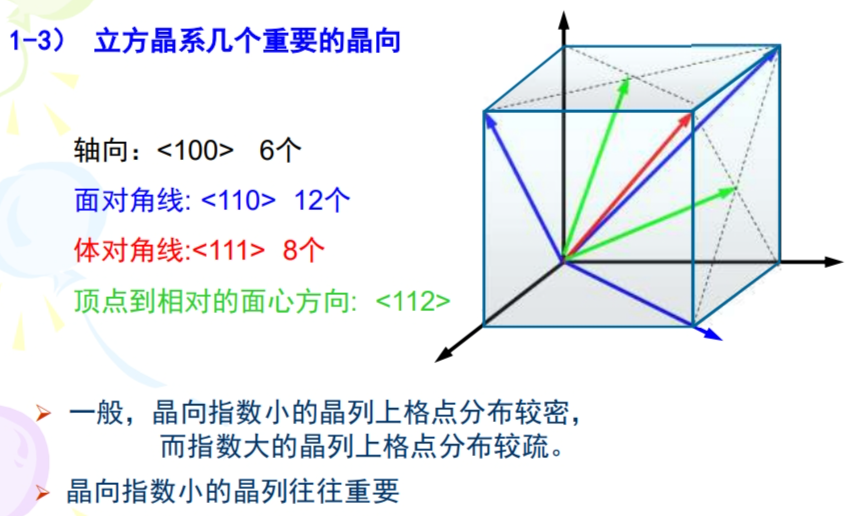 1-3） 立方晶系几个重要的晶向
轴向：<100> 6个
面对角线: <110> 12个
体对角线:<111> 8个
顶点到相对的面心方向: <112>
一般，晶向指数小的晶列上格点分布较密，
而指数大的晶列上格点分布较疏。
晶向指数小的晶列往往重要